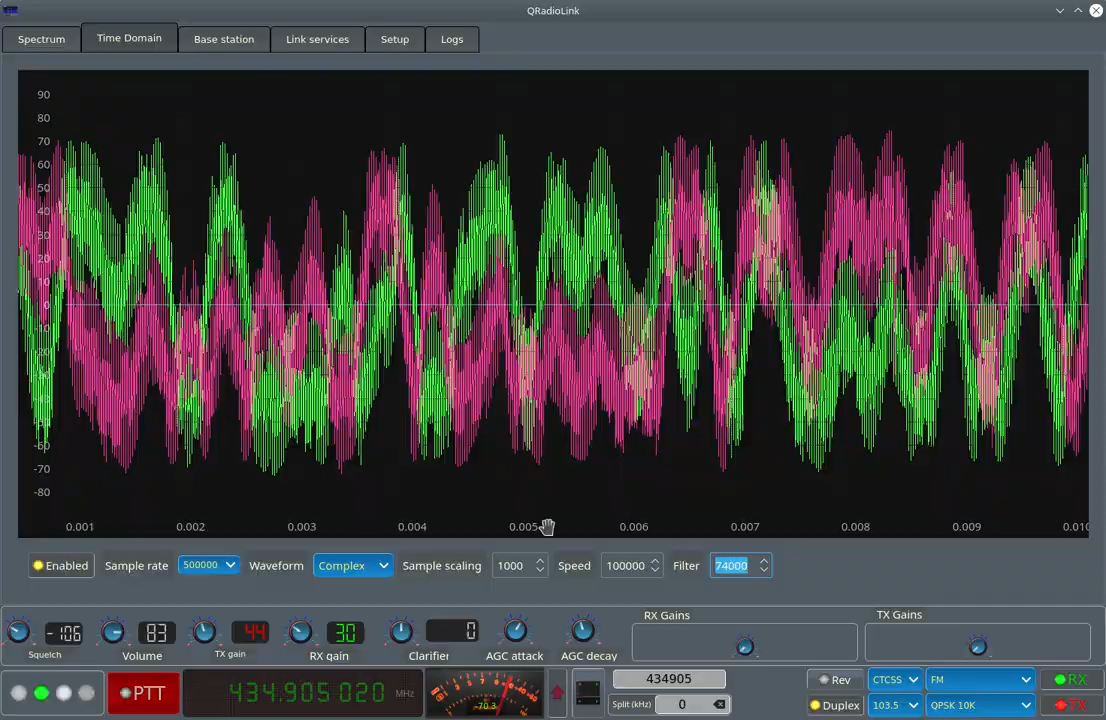 QRadioLink
Spectrum Time Domain Base station Link services Setup Logs
90
80
70
60
50
40
30
20
10
0
-10
-20
-60
-70
-80
0.001 0.002 0.003 0.004 0.005 0.006 0.007 0.008 0.009 0.010
Enabled Sample rate 500000 Waveform Complex Sample scaling 1000 Speed 100000 Filter 74000
RX Gains TX Gains
-106 83 44 30 0
Squelch Volume TX gain RX gain Clarifier AGC attack AGC decay
PTT 434.905 020 MHz -70.3 434905 Rev CTCSS FM RX
Split (kHz) 0 Duplex 103.5 QPSK 10K TX